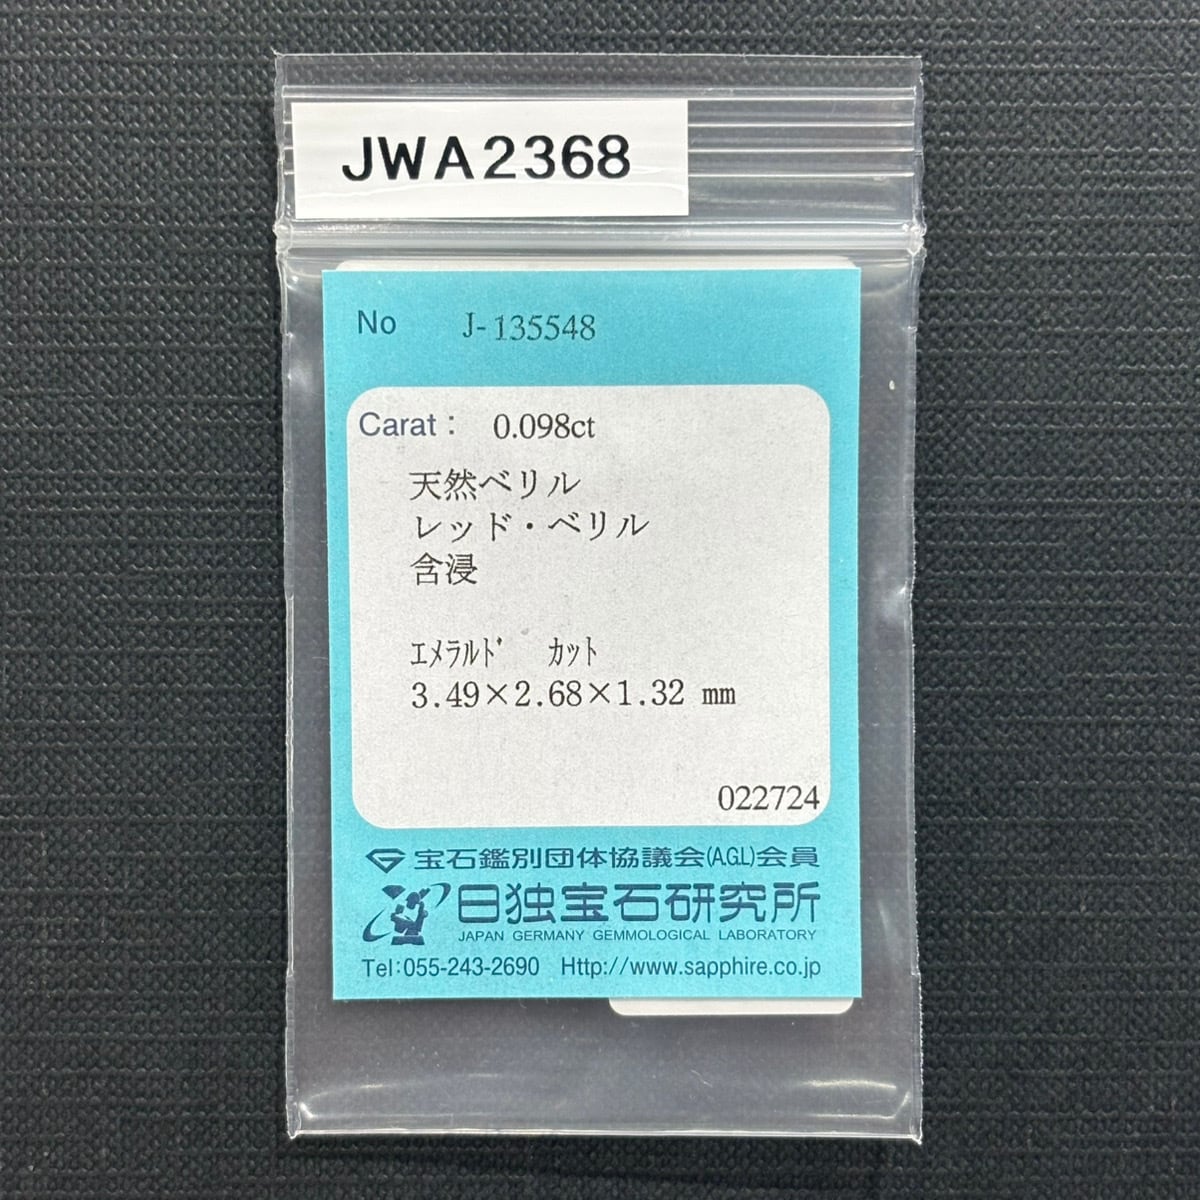 JWA2368
No J-135548
Carat: 0.098ct
天然ベリル
レッド・ベリル
含浸
ｴﾒﾗﾙﾄﾞ ｶｯﾄ
3.49×2.68×1.32 mm
022724
宝石鑑別団体協議会(A.G.L)会員
日独宝石研究所
JAPAN GERMANY GEMMOLOGICAL LABORATORY
Tel:055-243-2690 Http://www.sapphire.co.jp